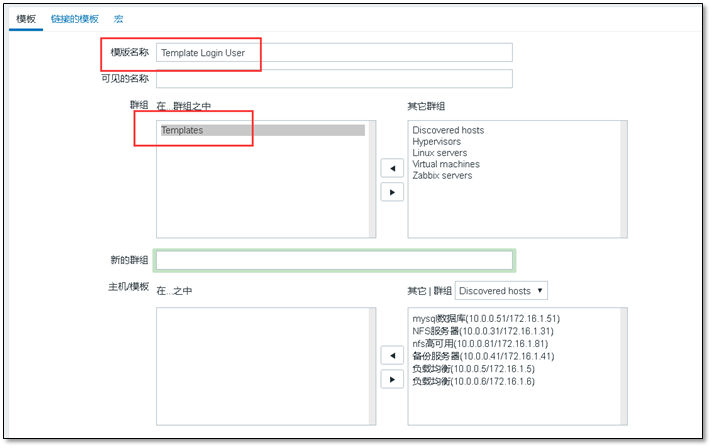 模板 链接的模板 宏
模版名称 Template Login User
可见的名称
群组 在...群组之中 其它群组
Templates
Discovered hosts
Hypervisors
Linux servers
Virtual machines
Zabbix servers
新的群组
主机/模板 在...之中 其它 | 群组 Discovered hosts
mysql数据库(10.0.0.51/172.16.1.51)
NFS服务器(10.0.0.31/172.16.1.31)
nfs高可用(10.0.0.81/172.16.1.81)
备份服务器(10.0.0.41/172.16.1.41)
负载均衡(10.0.0.5/172.16.1.5)
负载均衡(10.0.0.6/172.16.1.6)